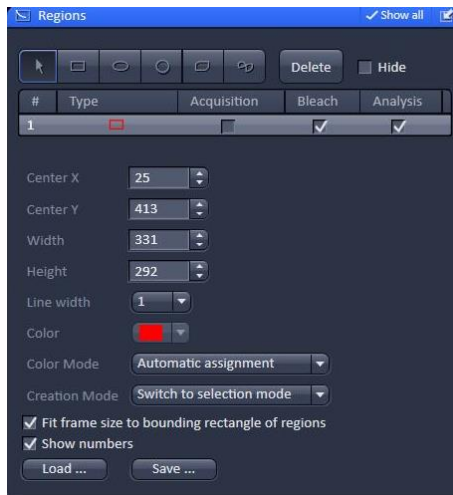 Regions Show all
Delete Hide
# Type Acquisition Bleach Analysis
1
Center X 25
Center Y 413
Width 331
Height 292
Line width 1
Color
Color Mode Automatic assignment
Creation Mode Switch to selection mode
Fit frame size to bounding rectangle of regions
Show numbers
Load ... Save ...